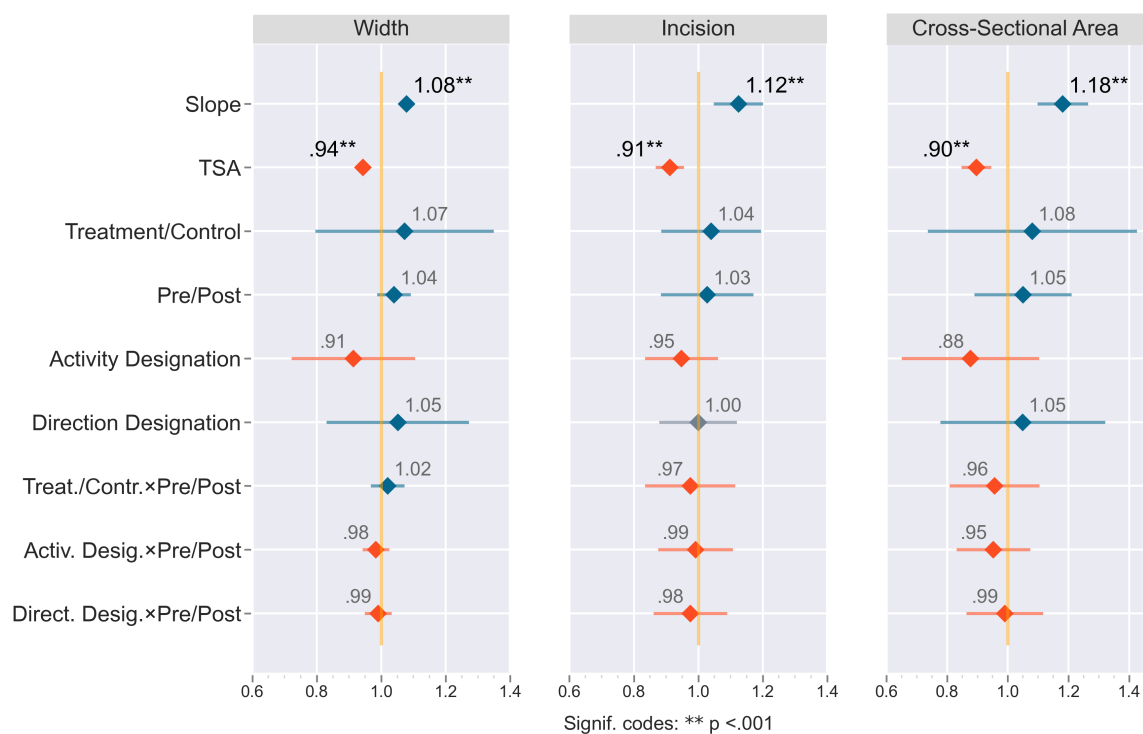 Width Incision Cross-Sectional Area
Slope 1.08** 1.12** 1.18**
TSA .94** .91** .90**
Treatment/Control 1.07 1.04 1.08
Pre/Post 1.04 1.03 1.05
Activity Designation .91 .95 .88
Direction Designation 1.05 1.00 1.05
Treat./Contr.×Pre/Post 1.02 .97 .96
Activ. Desig.×Pre/Post .98 .99 .95
Direct. Desig.×Pre/Post .99 .98 .99
0.6 0.8 1.0 1.2 1.4 0.6 0.8 1.0 1.2 1.4 0.6 0.8 1.0 1.2 1.4
Signif. codes: ** p <.001